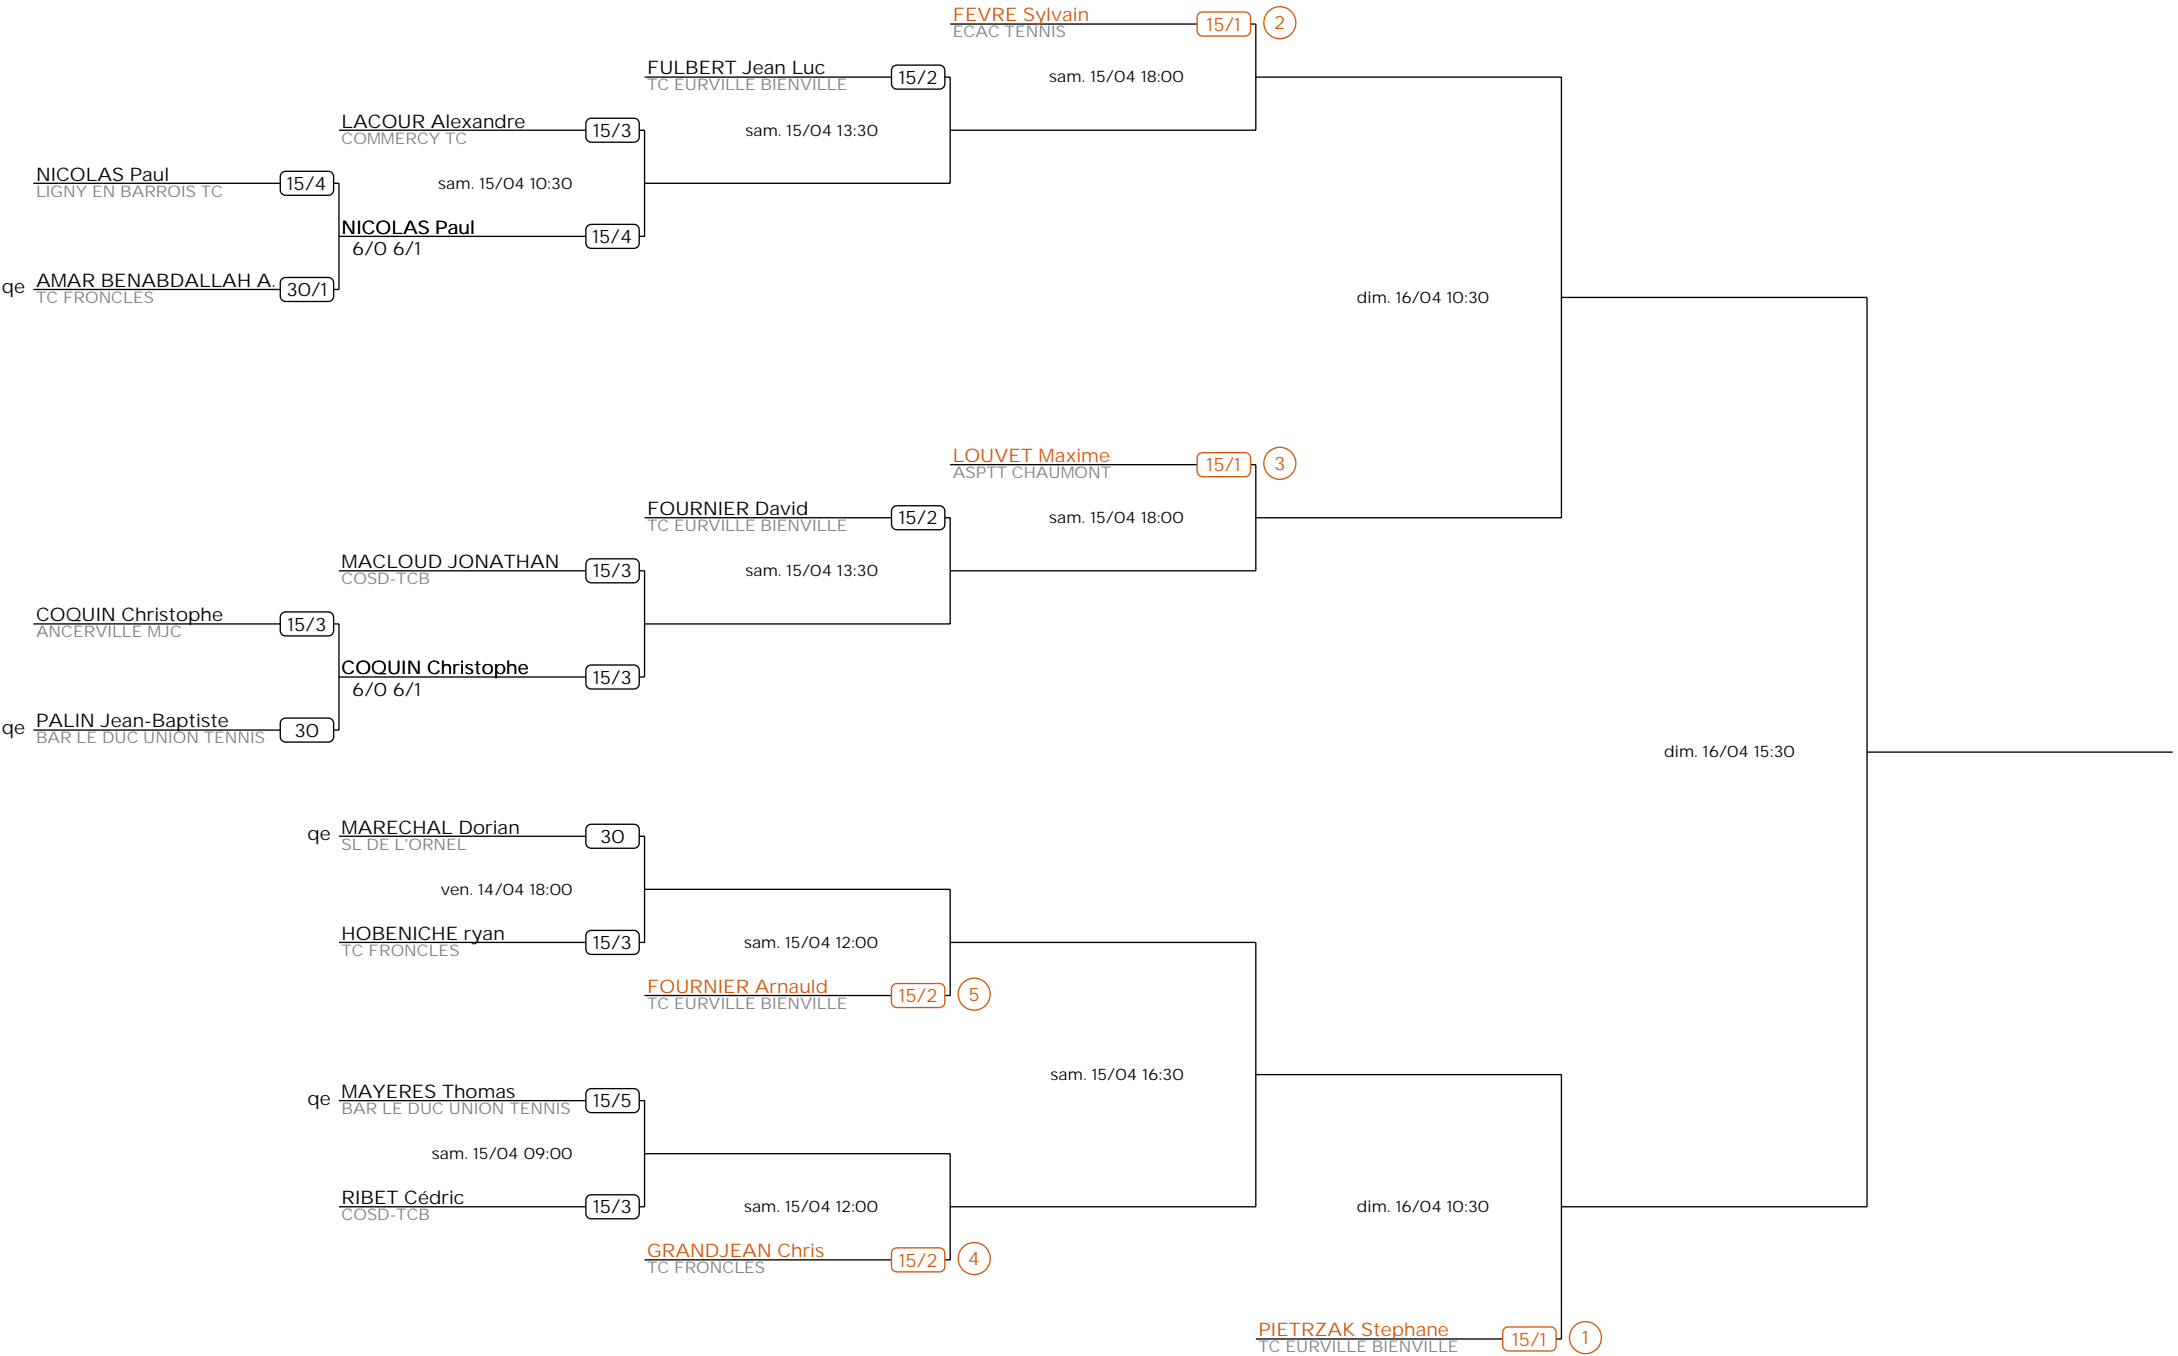 FEVRE Sylvain 15/1 2
ECAC TENNIS
FULBERT Jean Luc 15/2 sam. 15/04 18:00
TC EURVILLE BIENVILLE
LACOUR Alexandre 15/3 sam. 15/04 13:30
COMMERCY TC
NICOLAS Paul 15/4 sam. 15/04 10:30
LIGNY EN BARROIS TC
NICOLAS Paul 15/4
6/0 6/1
qe AMAR BENABDALLAH A. 30/1
TC FRONCLES
dim. 16/04 10:30
LOUVET Maxime 15/1 3
ASPTT CHAUMONT
FOURNIER David 15/2 sam. 15/04 18:00
TC EURVILLE BIENVILLE
MACLOUD JONATHAN 15/3 sam. 15/04 13:30
COSD-TCB
COQUIN Christophe 15/3
ANCERVILLE MJC
COQUIN Christophe 15/3
6/0 6/1
qe PALIN Jean-Baptiste 30
BAR LE DUC UNION TENNIS
dim. 16/04 15:30
qe MARECHAL Dorian 30
SL DE L'ORNEL
ven. 14/04 18:00
HOBENICHE ryan 15/3 sam. 15/04 12:00
TC FRONCLES
FOURNIER Arnauld 15/2 5
TC EURVILLE BIENVILLE
sam. 15/04 16:30
qe MAYERES Thomas 15/5
BAR LE DUC UNION TENNIS
sam. 15/04 09:00
RIBET Cédric 15/3 sam. 15/04 12:00 dim. 16/04 10:30
COSD-TCB
GRANDJEAN Chris 15/2 4
TC FRONCLES
PIETRZAK Stephane 15/1 1
TC EURVILLE BIENVILLE